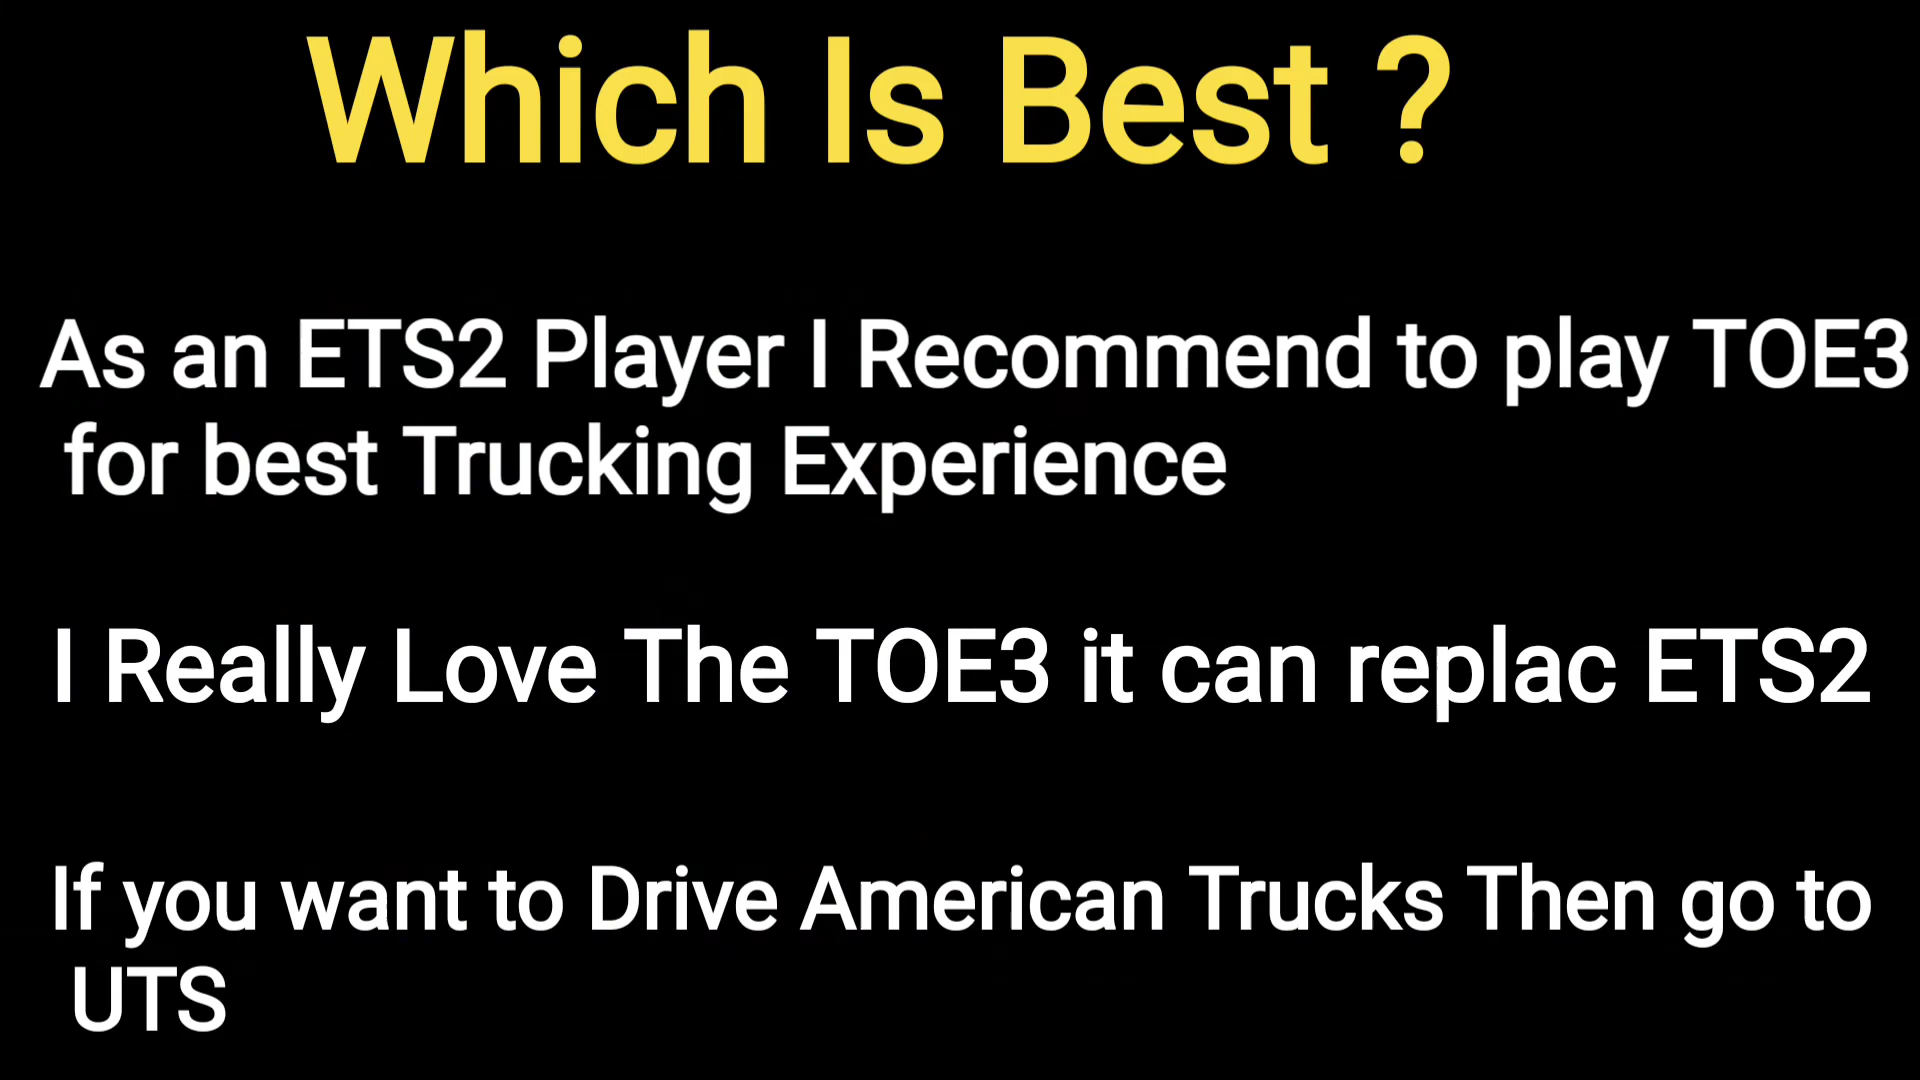 Which Is Best ?
As an ETS2 Player I Recommend to play TOE3
for best Trucking Experience
I Really Love The TOE3 it can replac ETS2
If you want to Drive American Trucks Then go to
UTS